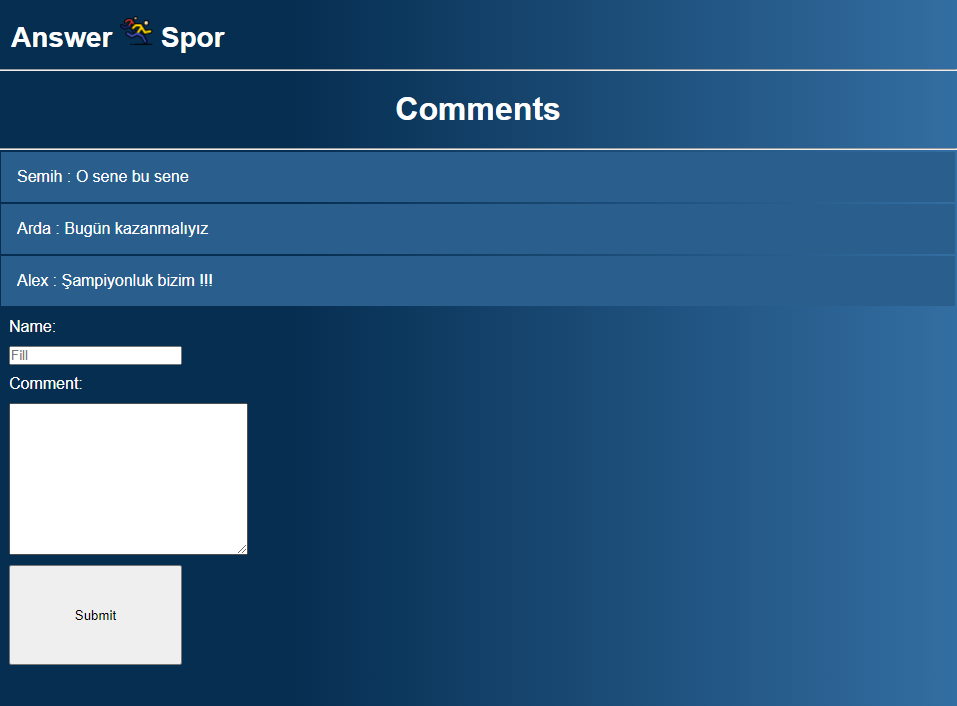 Answer Spor
Comments
Semih : O sene bu sene
Arda : Bugün kazanmalıyız
Alex : Şampiyonluk bizim !!!
Name:
Fill
Comment:
Submit